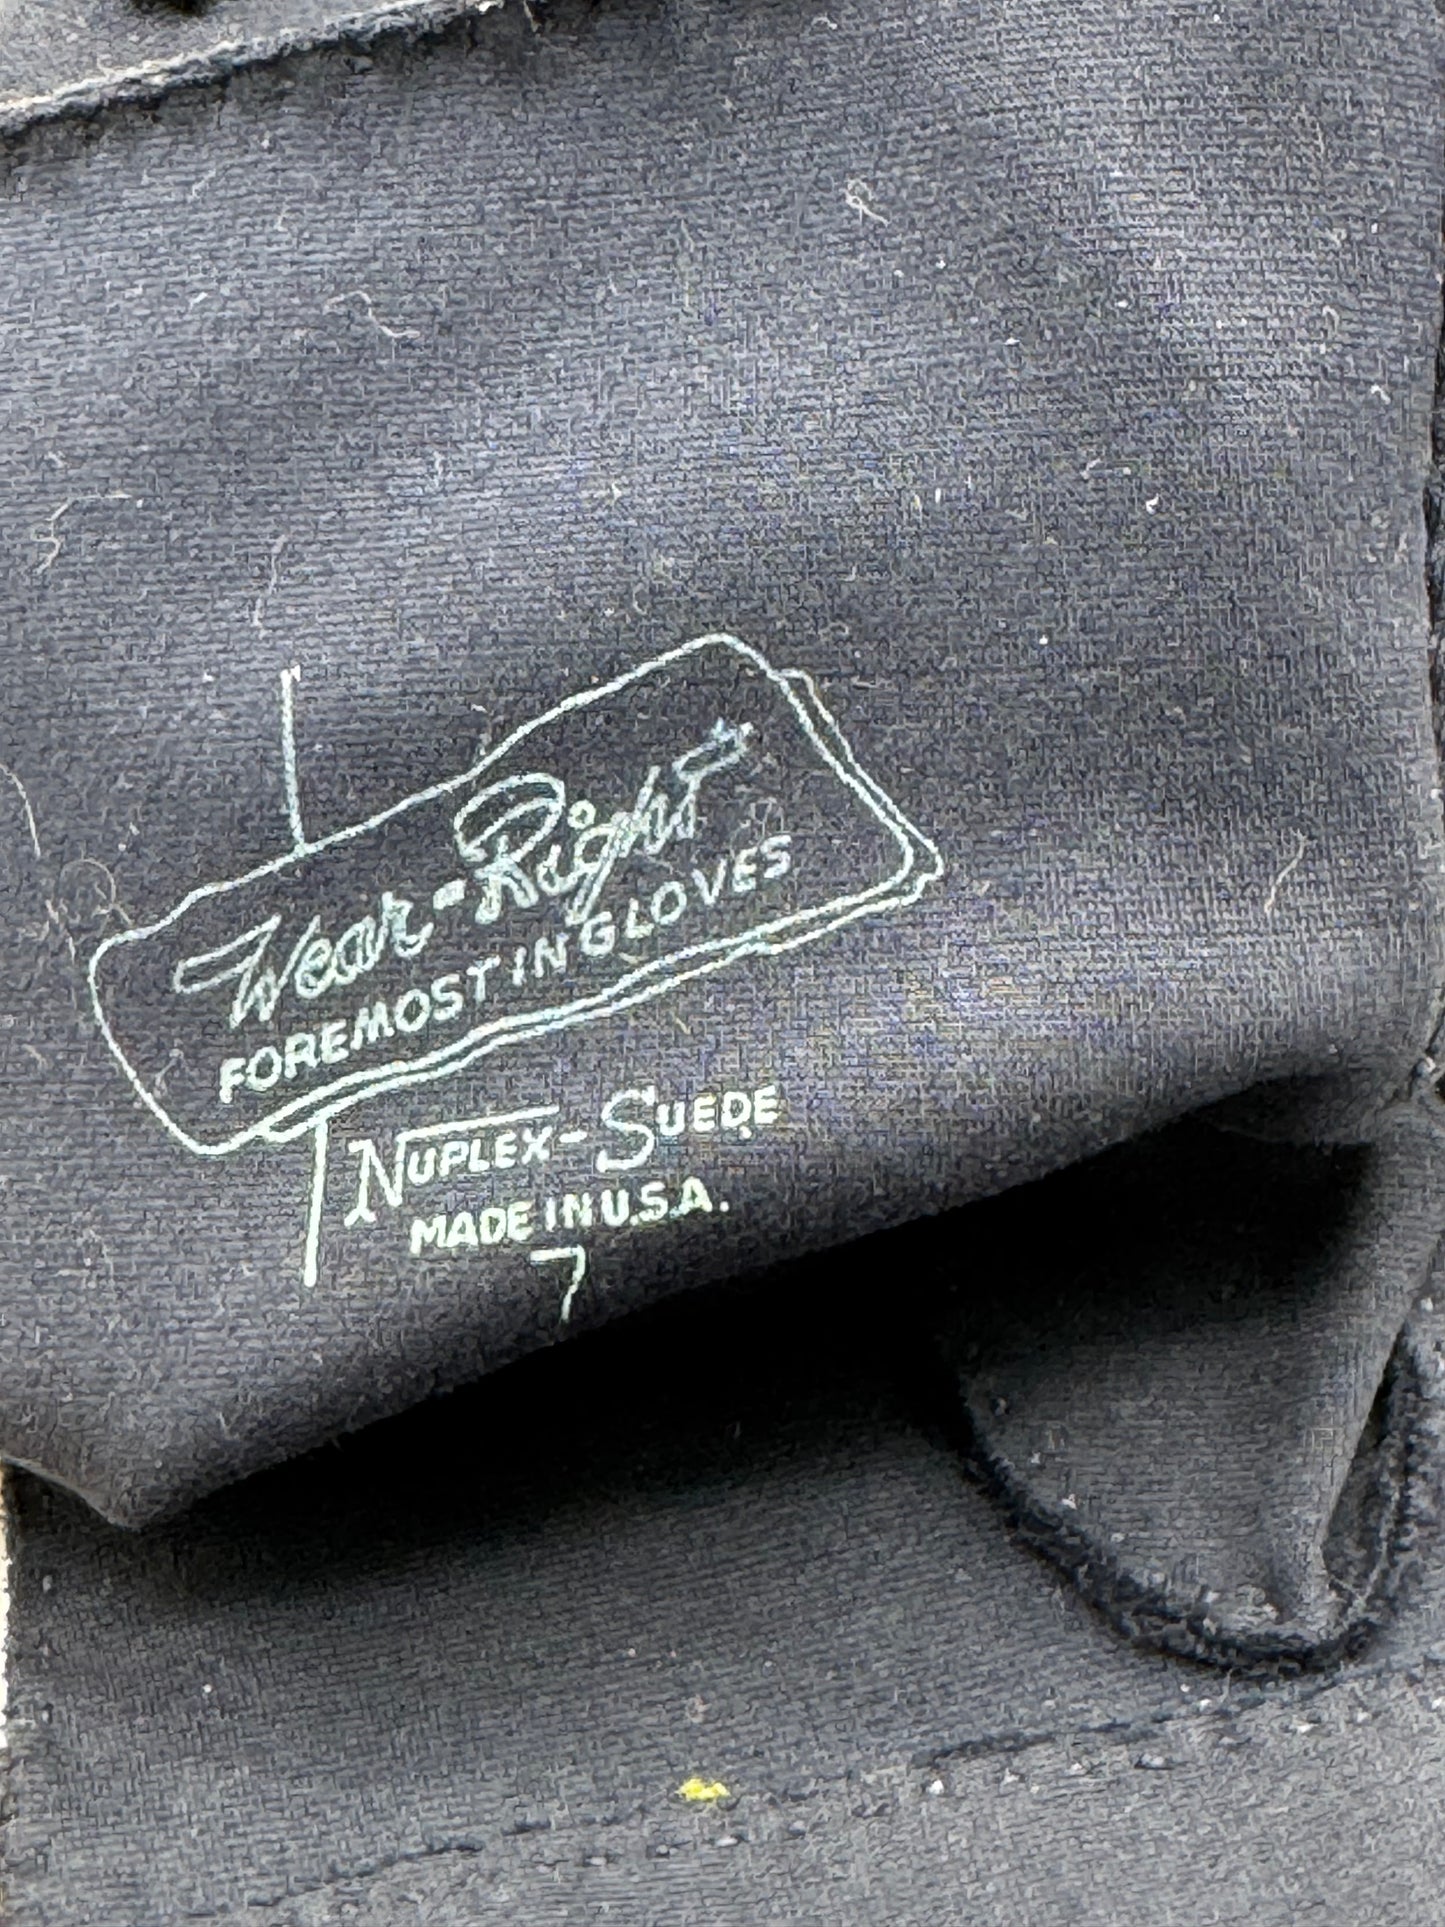 Wear-Right
FOREMOST IN GLOVES
NUPLEX-SUEDE
MADE IN U.S.A.
7